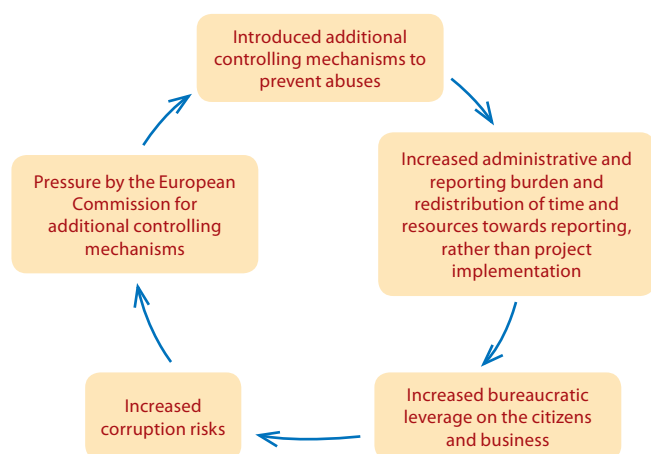 Introduced additional
controlling mechanisms to
prevent abuses
Increased administrative and
reporting burden and
redistribution of time and
resources towards reporting,
rather than project
implementation
Increased bureaucratic
leverage on the citizens
and business
Increased
corruption risks
Pressure by the European
Commission for
additional controlling
mechanisms